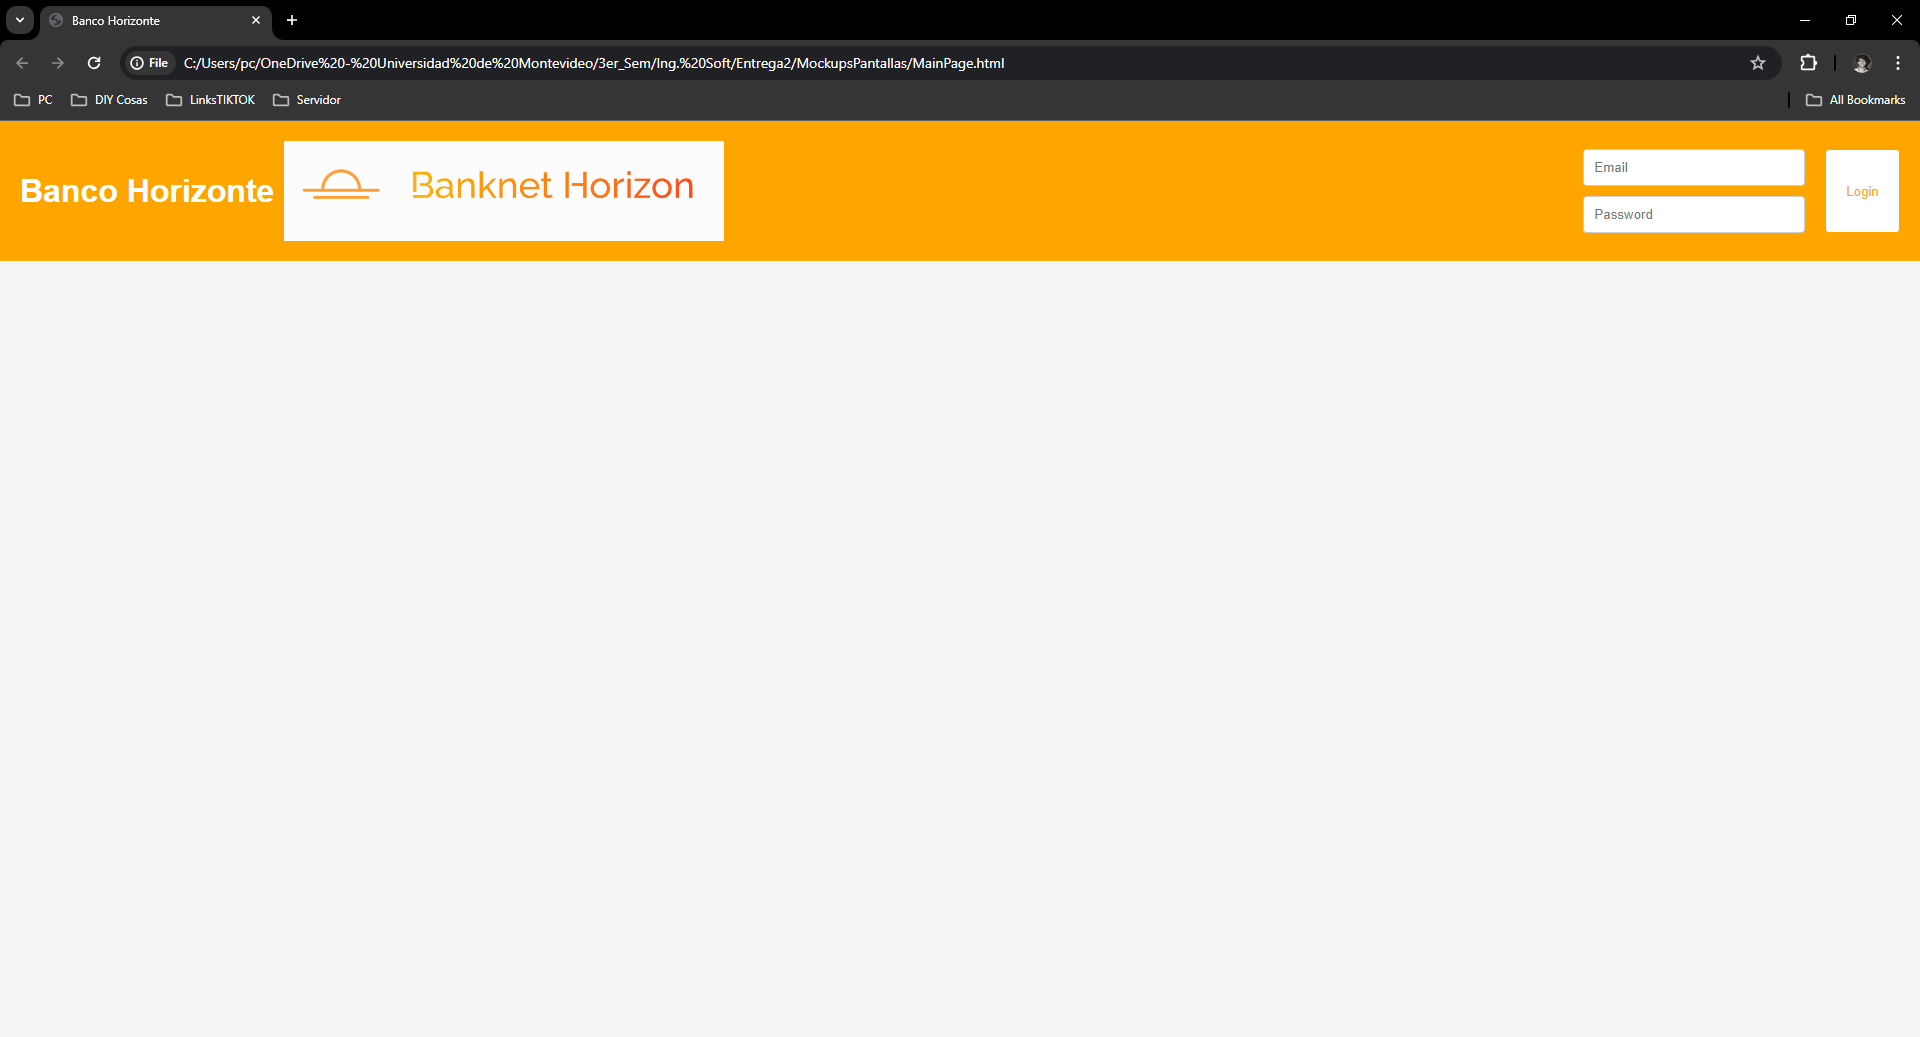 Banco Horizonte
File C:/Users/pc/OneDrive%20-%20Universidad%20de%20Montevideo/3er_Sem/Ing.%20Soft/Entrega2/MockupsPantallas/MainPage.html
PC DIY Cosas LinksTIKTOK Servidor All Bookmarks
Banco Horizonte
Banknet Horizon
Email
Password
Login